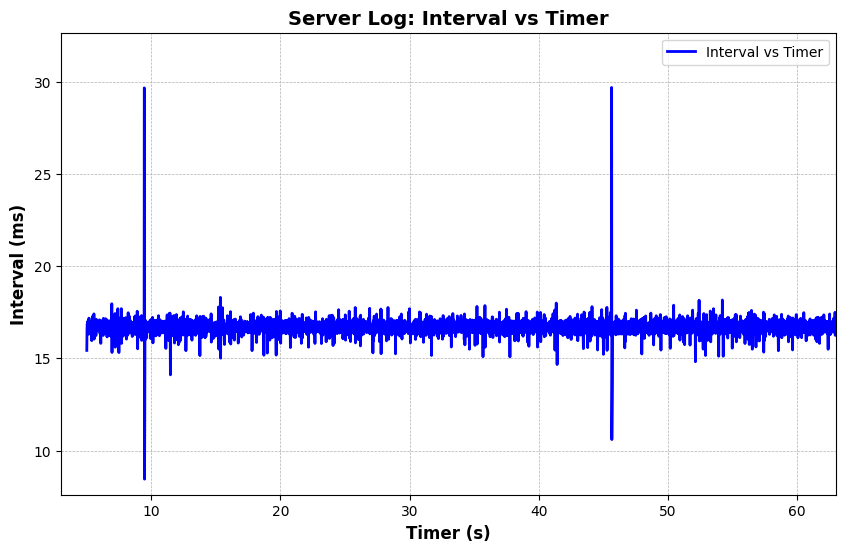 Server Log: Interval vs Timer
Interval vs Timer
30
25
20
15
10
Interval (ms)
10 20 30 40 50 60
Timer (s)